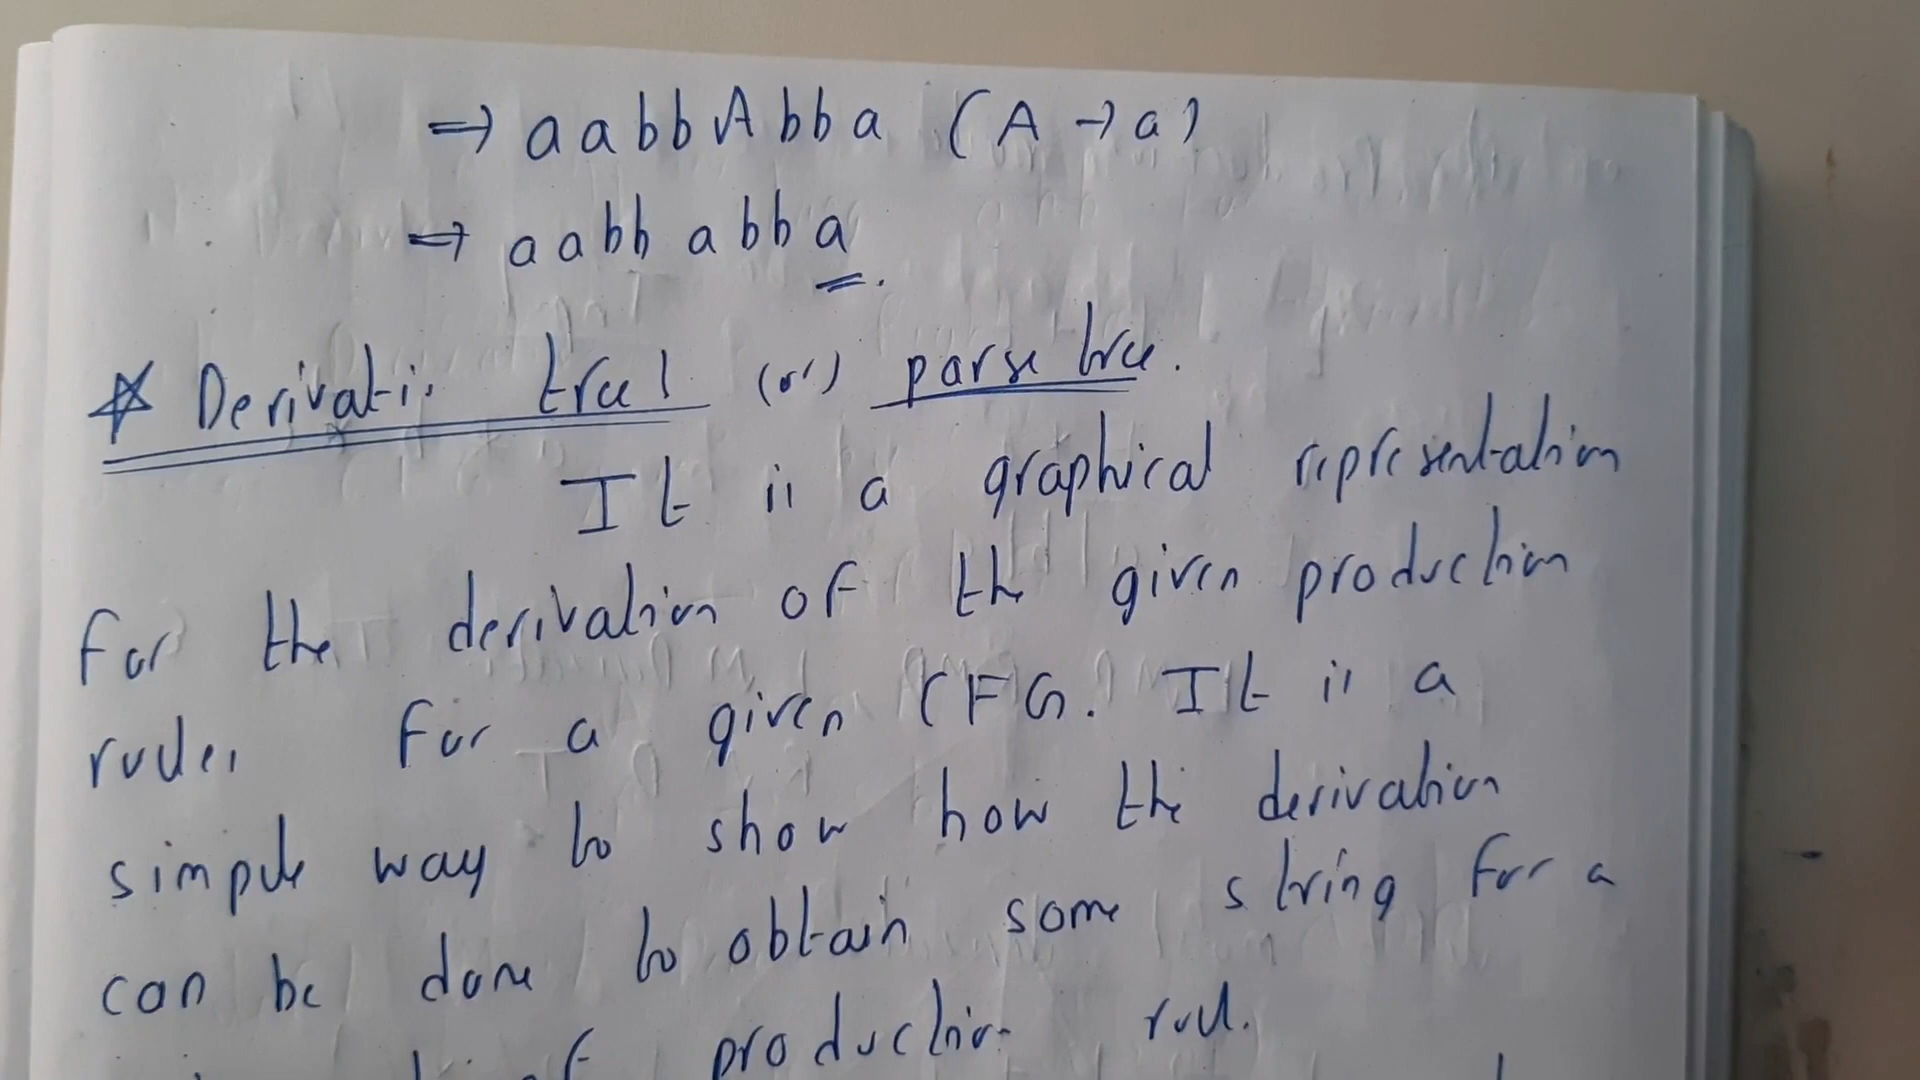 ⇒ aabbAbba (A → a)
⇒ aabbabba.
* Derivati. tree! (or) parse tree.
It is a graphical representation
for the derivation of the given production
rules for a given CFG. It is a
simple way to show how the derivation
can be done to obtain some string for a
of production rule.